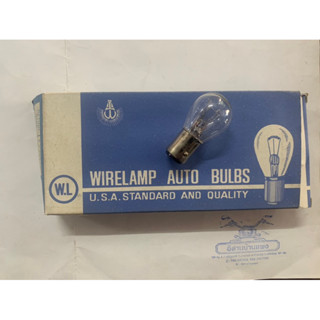 W.L
WIRELAMP AUTO BULBS
U.S.A. STANDARD AND QUALITY